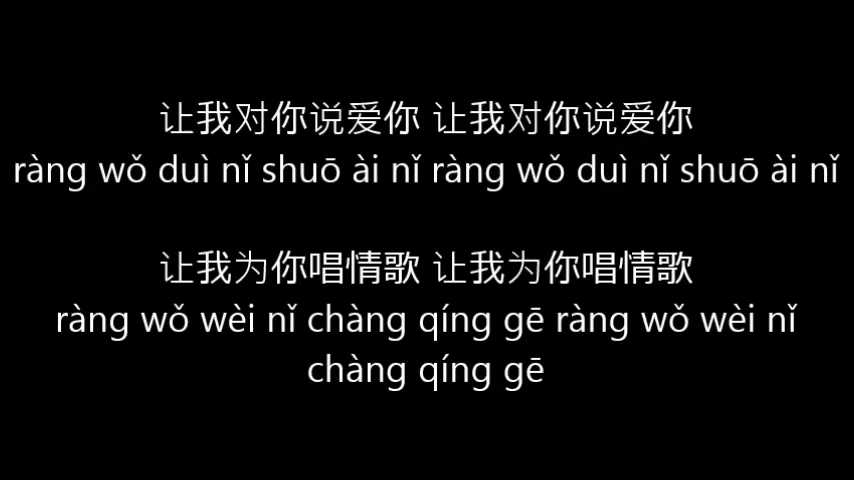 让我对你说爱你 让我对你说爱你
ràng wǒ duì nǐ shuō ài nǐ ràng wǒ duì nǐ shuō ài nǐ
让我为你唱情歌 让我为你唱情歌
ràng wǒ wèi nǐ chàng qíng gē ràng wǒ wèi nǐ
chàng qíng gē